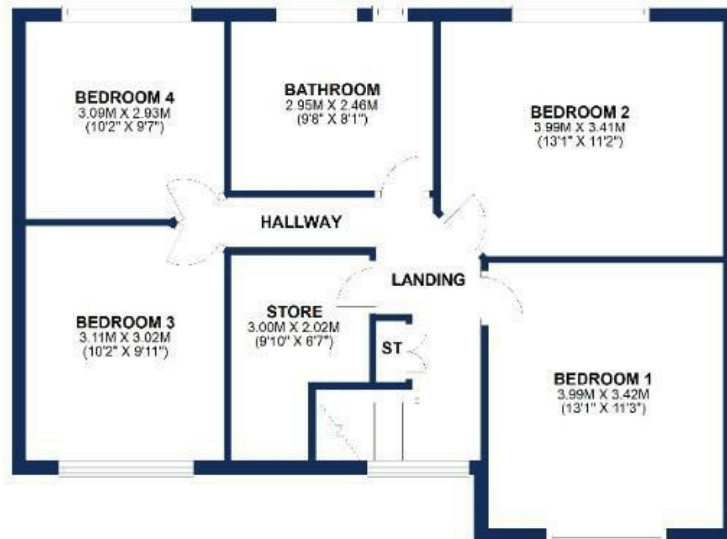 BEDROOM 4
3.09M X 2.93M
(10'2" X 9'7")
BATHROOM
2.95M X 2.46M
(9'8" X 8'1")
BEDROOM 2
3.99M X 3.41M
(13'1" X 11'2")
HALLWAY
LANDING
STORE
3.00M X 2.02M
(9'10" X 6'7")
BEDROOM 3
3.11M X 3.02M
(10'2" X 9'11")
ST
BEDROOM 1
3.99M X 3.42M
(13'1" X 11'3")